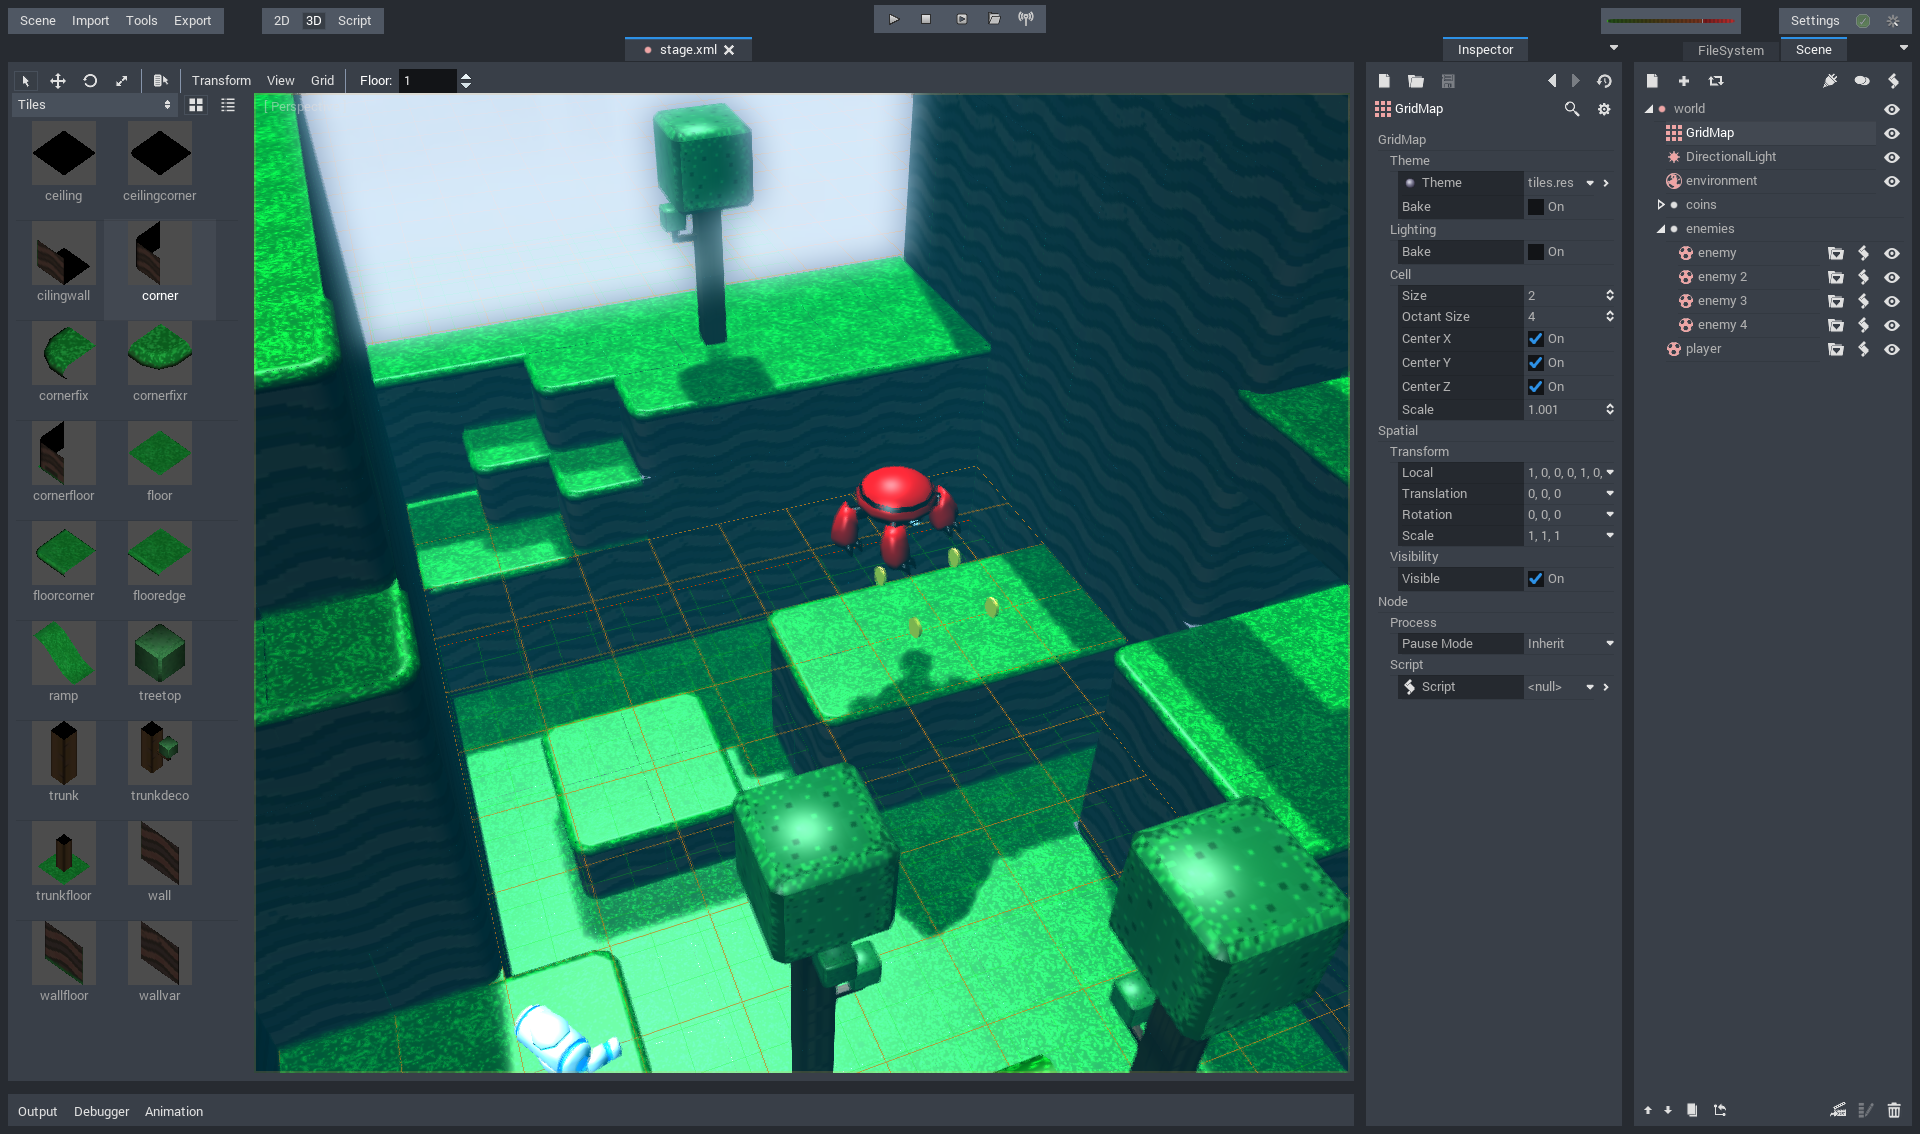 Scene Import Tools Export
2D 3D Script
Settings
stage.xml
Inspector
FileSystem Scene
Transform View Grid Floor: 1
Tiles
[ Perspec
ceiling ceilingcorner
cilingwall corner
cornerfix cornerfixr
cornerfloor floor
floorcorner flooredge
ramp treetop
trunk trunkdeco
trunkfloor wall
wallfloor wallvar
GridMap
GridMap
Theme
Theme tiles.res
Bake On
Lighting
Bake On
Cell
Size 2
Octant Size 4
Center X On
Center Y On
Center Z On
Scale 1.001
Spatial
Transform
Local 1, 0, 0, 0, 1, 0,
Translation 0, 0, 0
Rotation 0, 0, 0
Scale 1, 1, 1
Visibility
Visible On
Node
Process
Pause Mode Inherit
Script
Script <null>
world
GridMap
DirectionalLight
environment
coins
enemies
enemy
enemy 2
enemy 3
enemy 4
player
Output Debugger Animation